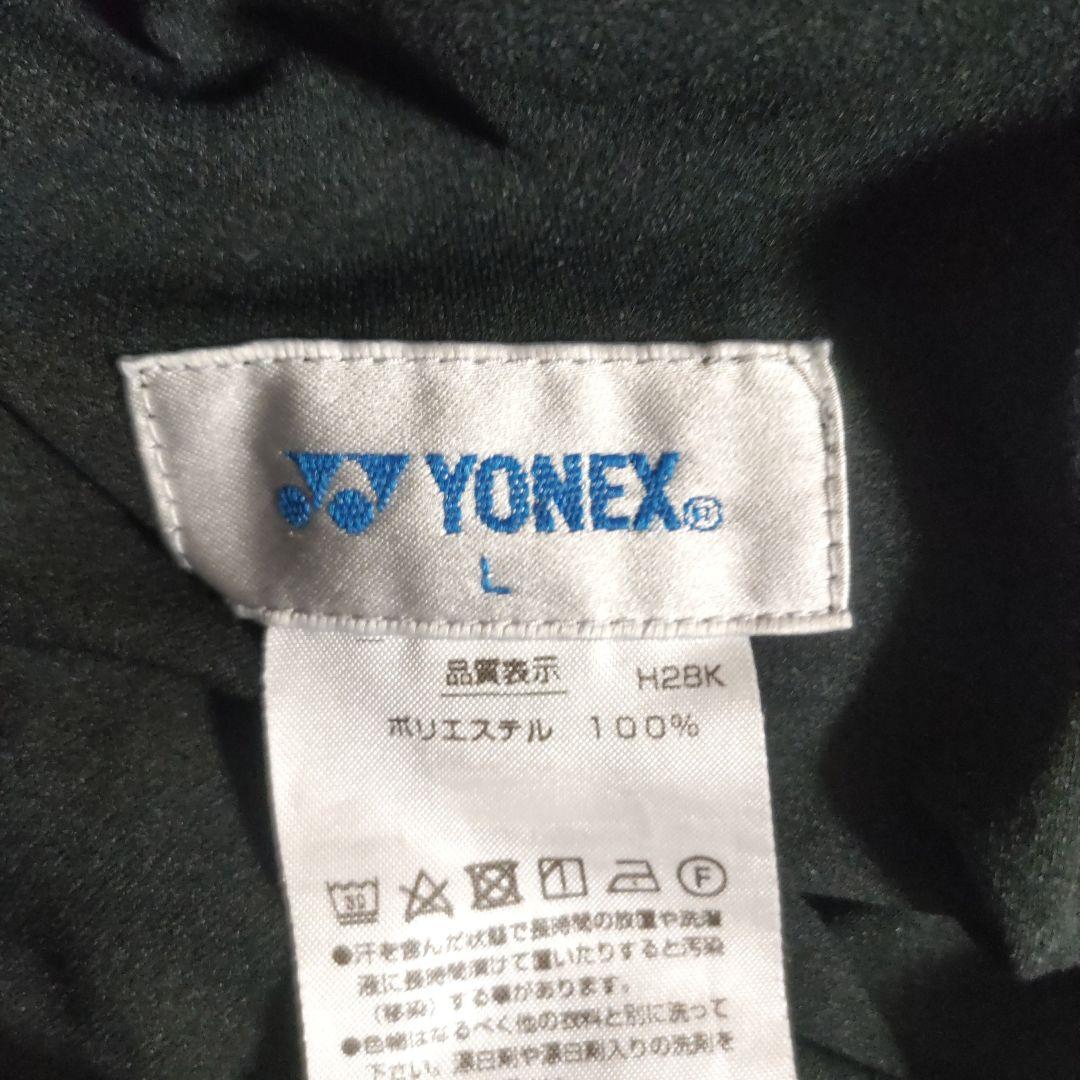 YONEX®
L
品質表示 H28K
ポリエステル 100%
30 F
●汗を含んだ状態で長時間の放置や洗濯
液に長時間漬けて置いたりすると汚染
(移染)する事があります。
●色物はなるべく他の衣料と別に洗って
下さい。漂白剤や漂白剤入りの洗剤を